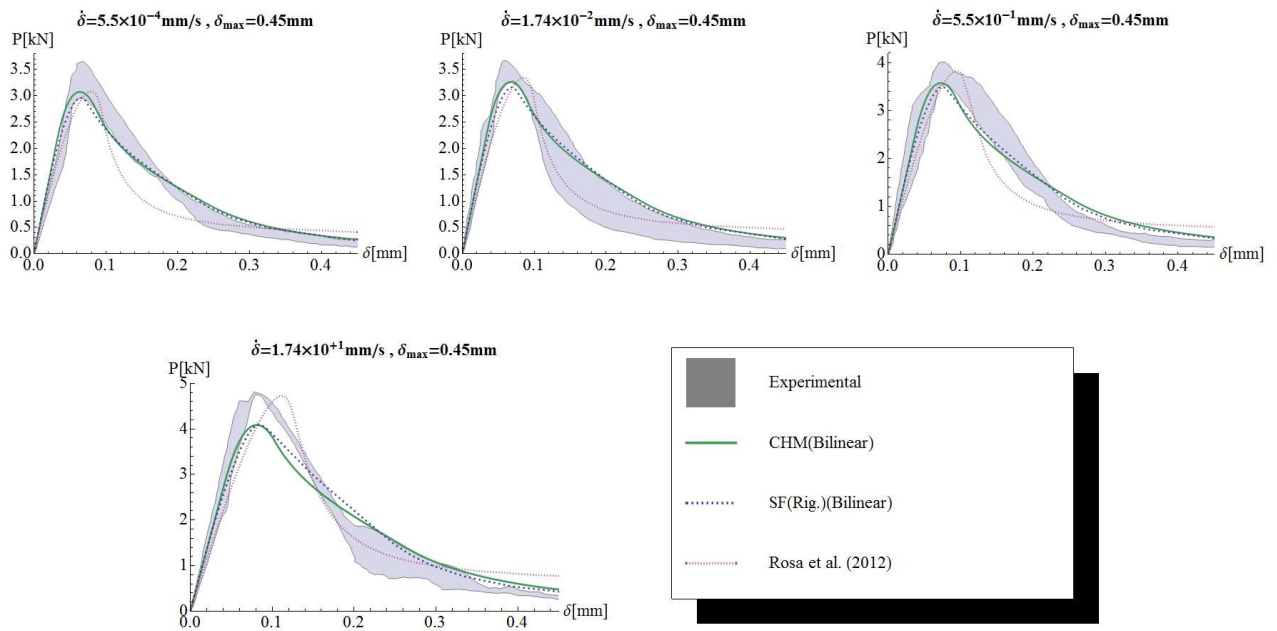 δ̇=5.5×10⁻⁴mm/s , δmax=0.45mm
P[kN]
3.5
3.0
2.5
2.0
1.5
1.0
0.5
0.0
0.0 0.1 0.2 0.3 0.4
δ[mm]
δ̇=1.74×10⁻²mm/s , δmax=0.45mm
P[kN]
3.5
3.0
2.5
2.0
1.5
1.0
0.5
0.0
0.0 0.1 0.2 0.3 0.4
δ[mm]
δ̇=5.5×10⁻¹mm/s , δmax=0.45mm
P[kN]
4
3
2
1
0
0.0 0.1 0.2 0.3 0.4
δ[mm]
δ̇=1.74×10⁺¹mm/s , δmax=0.45mm
P[kN]
5
4
3
2
1
0
0.0 0.1 0.2 0.3 0.4
δ[mm]
Experimental
CHM(Bilinear)
SF(Rig.)(Bilinear)
Rosa et al. (2012)